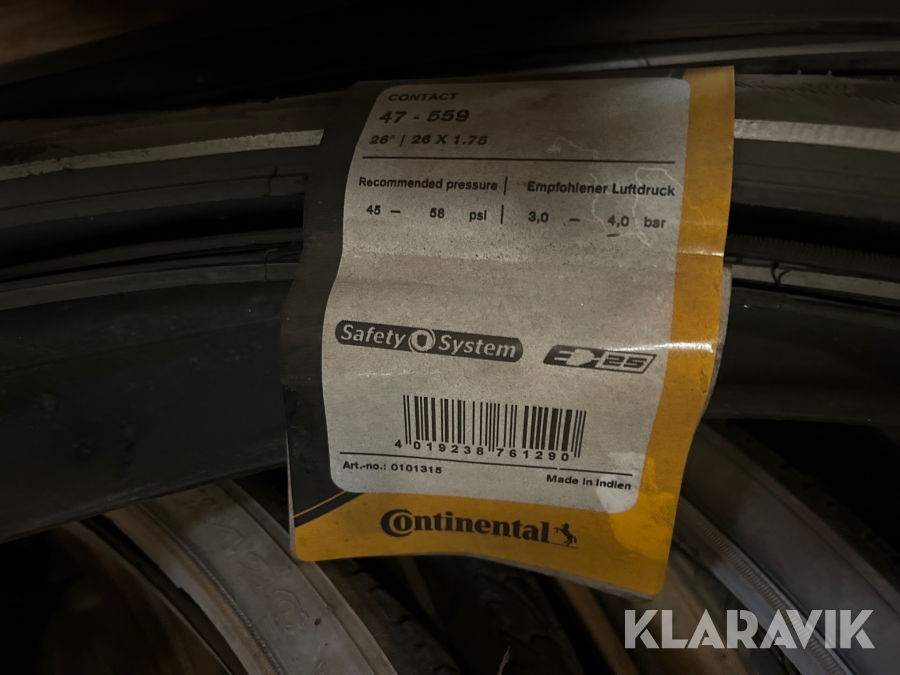 CONTACT
47 - 559
26" | 26 X 1.75
Recommended pressure | Empfohlener Luftdruck
45 - 58 psi | 3,0 - 4,0 bar
Safety System E25
4 019238 761290
Art.-no.: 0101315 Made in Indien
Continental
KLARAVIK